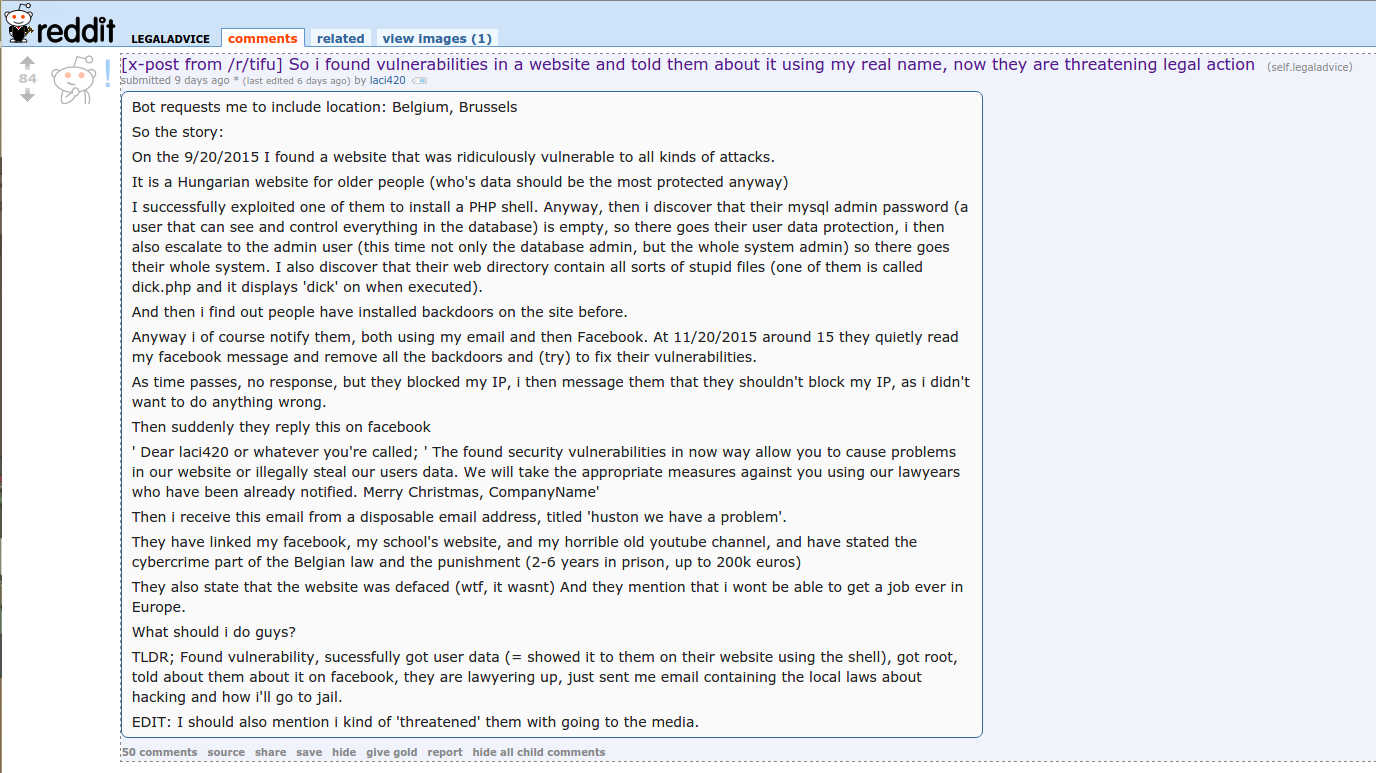 reddit LEGALADVICE comments related view images (1)
[x-post from /r/tifu] So i found vulnerabilities in a website and told them about it using my real name, now they are threatening legal action (self.legaladvice)
84
submitted 9 days ago * (last edited 6 days ago) by laci420
Bot requests me to include location: Belgium, Brussels
So the story:
On the 9/20/2015 I found a website that was ridiculously vulnerable to all kinds of attacks.
It is a Hungarian website for older people (who's data should be the most protected anyway)
I successfully exploited one of them to install a PHP shell. Anyway, then i discover that their mysql admin password (a
user that can see and control everything in the database) is empty, so there goes their user data protection, i then
also escalate to the admin user (this time not only the database admin, but the whole system admin) so there goes
their whole system. I also discover that their web directory contain all sorts of stupid files (one of them is called
dick.php and it displays 'dick' on when executed).
And then i find out people have installed backdoors on the site before.
Anyway i of course notify them, both using my email and then Facebook. At 11/20/2015 around 15 they quietly read
my facebook message and remove all the backdoors and (try) to fix their vulnerabilities.
As time passes, no response, but they blocked my IP, i then message them that they shouldn't block my IP, as i didn't
want to do anything wrong.
Then suddenly they reply this on facebook
' Dear laci420 or whatever you're called; ' The found security vulnerabilities in now way allow you to cause problems
in our website or illegally steal our users data. We will take the appropriate measures against you using our lawyears
who have been already notified. Merry Christmas, CompanyName'
Then i receive this email from a disposable email address, titled 'huston we have a problem'.
They have linked my facebook, my school's website, and my horrible old youtube channel, and have stated the
cybercrime part of the Belgian law and the punishment (2-6 years in prison, up to 200k euros)
They also state that the website was defaced (wtf, it wasnt) And they mention that i wont be able to get a job ever in
Europe.
What should i do guys?
TLDR; Found vulnerability, sucessfully got user data (= showed it to them on their website using the shell), got root,
told about them about it on facebook, they are lawyering up, just sent me email containing the local laws about
hacking and how i'll go to jail.
EDIT: I should also mention i kind of 'threatened' them with going to the media.
50 comments source share save hide give gold report hide all child comments